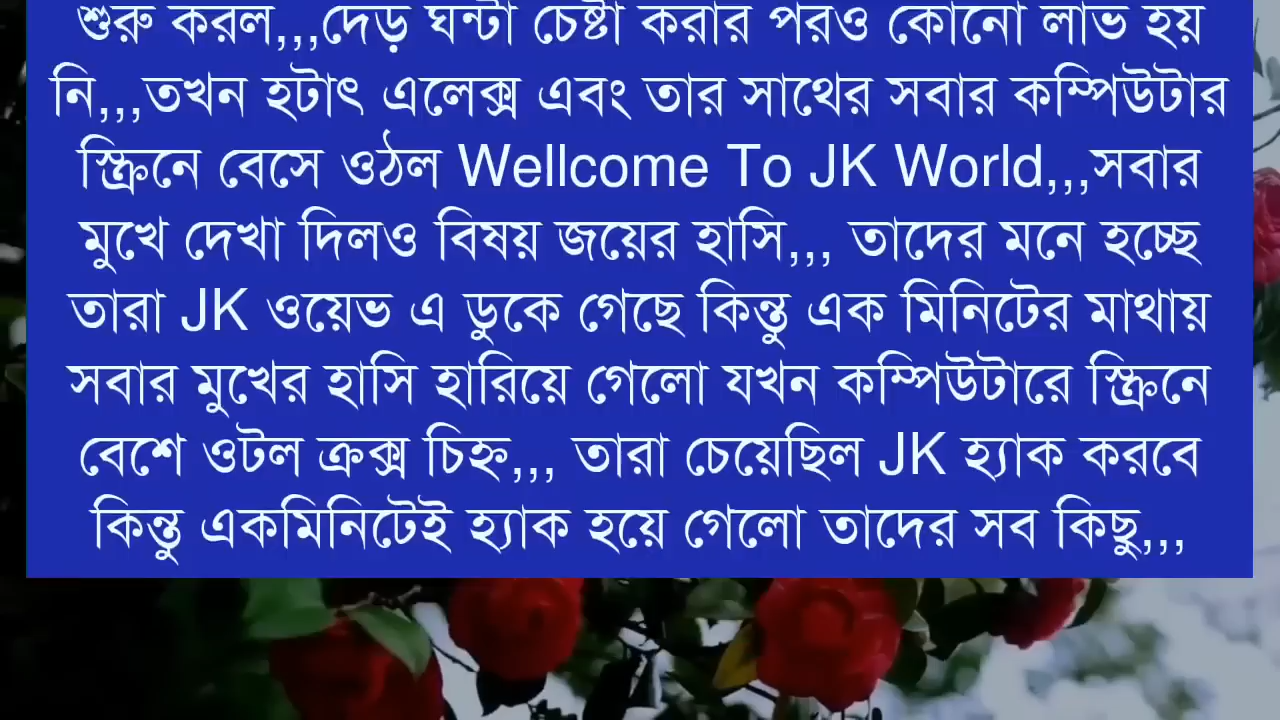 শুরু করল,,,দেড় ঘন্টা চেষ্টা করার পরও কোনো লাভ হয়
নি,,,তখন হটাৎ এলেক্স এবং তার সাথের সবার কম্পিউটার
স্ক্রিনে বেসে ওঠল Wellcome To JK World,,,সবার
মুখে দেখা দিলও বিষয় জয়ের হাসি,,, তাদের মনে হচ্ছে
তারা JK ওয়েভ এ ডুকে গেছে কিন্তু এক মিনিটের মাথায়
সবার মুখের হাসি হারিয়ে গেলো যখন কম্পিউটারে স্ক্রিনে
বেশে ওটল ক্রক্স চিহ্ন,,, তারা চেয়েছিল JK হ্যাক করবে
কিন্তু একমিনিটেই হ্যাক হয়ে গেলো তাদের সব কিছু,,,